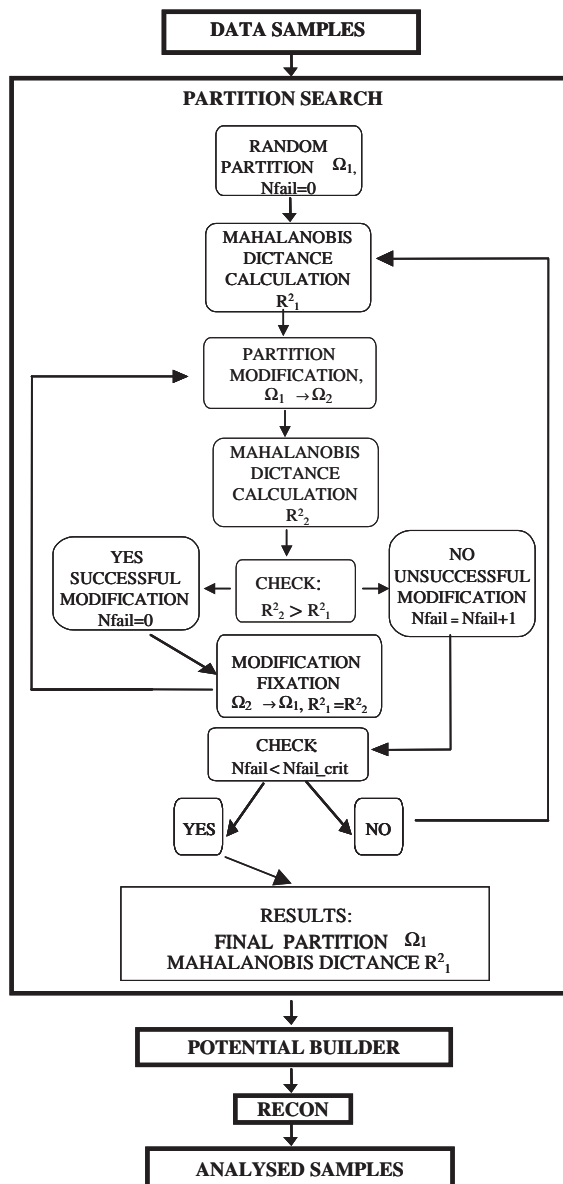 DATA SAMPLES
PARTITION SEARCH
RANDOM
PARTITION Ω₁,
Nfail=0
MAHALANOBIS
DICTANCE
CALCULATION
R²₁
PARTITION
MODIFICATION,
Ω₁ → Ω₂
MAHALANOBIS
DICTANCE
CALCULATION
R²₂
YES
SUCCESSFUL
MODIFICATION
Nfail=0
CHECK:
R²₂ > R²₁
NO
UNSUCCESSFUL
MODIFICATION
Nfail = Nfail+1
MODIFICATION
FIXATION
Ω₂ → Ω₁, R²₁=R²₂
CHECK:
Nfail< Nfail_crit
YES
NO
RESULTS:
FINAL PARTITION Ω₁
MAHALANOBIS DICTANCE R²₁
POTENTIAL BUILDER
RECON
ANALYSED SAMPLES